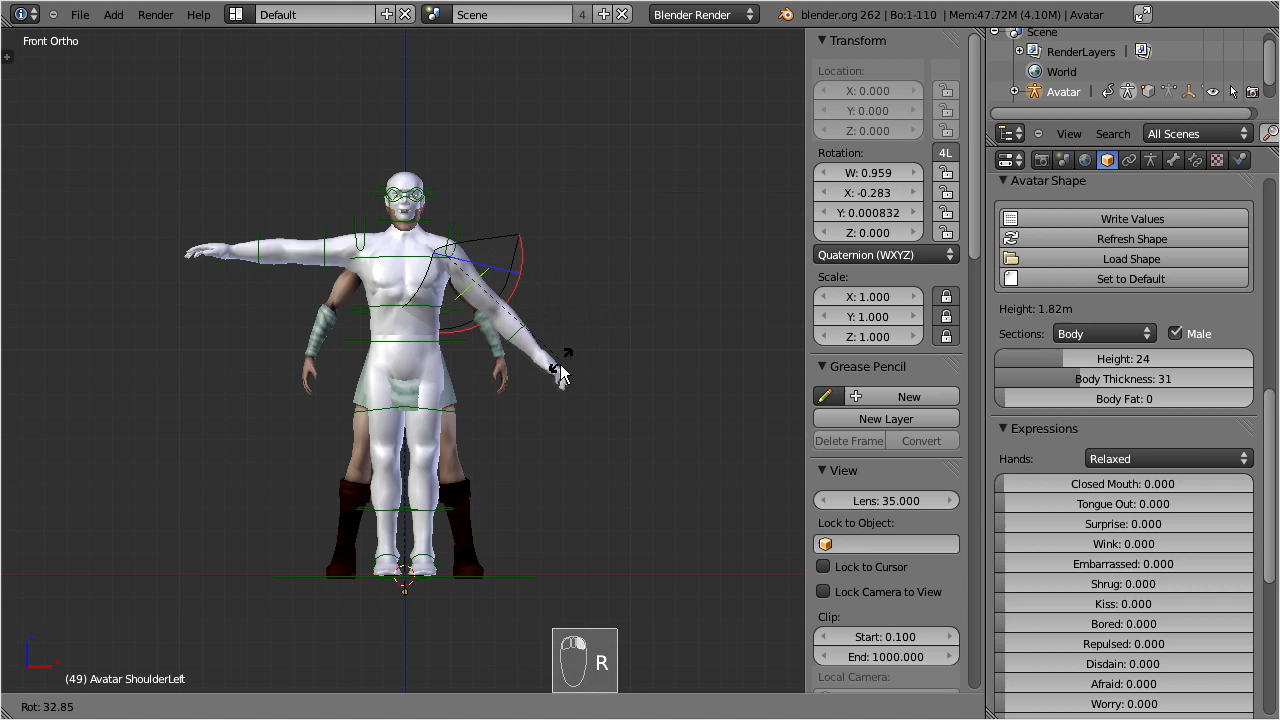 File Add Render Help Default Scene 4 Blender Render blender.org 262 | Bo:1-110 | Mem:47.72M (4.10M) | Avatar
Front Ortho
Transform
Location:
X: 0.000
Y: 0.000
Z: 0.000
Rotation: 4L
W: 0.959
X: -0.283
Y: 0.000832
Z: 0.000
Quaternion (WXYZ)
Scale:
X: 1.000
Y: 1.000
Z: 1.000
Grease Pencil
New
New Layer
Delete Frame Convert
View
Lens: 35.000
Lock to Object:
Lock to Cursor
Lock Camera to View
Clip:
Start: 0.100
End: 1000.000
Local Camera:
Scene
RenderLayers
World
Avatar
View Search All Scenes
Avatar Shape
Write Values
Refresh Shape
Load Shape
Set to Default
Height: 1.82m
Sections: Body Male
Height: 24
Body Thickness: 31
Body Fat: 0
Expressions
Hands: Relaxed
Closed Mouth: 0.000
Tongue Out: 0.000
Surprise: 0.000
Wink: 0.000
Embarrassed: 0.000
Shrug: 0.000
Kiss: 0.000
Bored: 0.000
Repulsed: 0.000
Disdain: 0.000
Afraid: 0.000
Worry: 0.000
R
(49) Avatar ShoulderLeft
Rot: 32.85